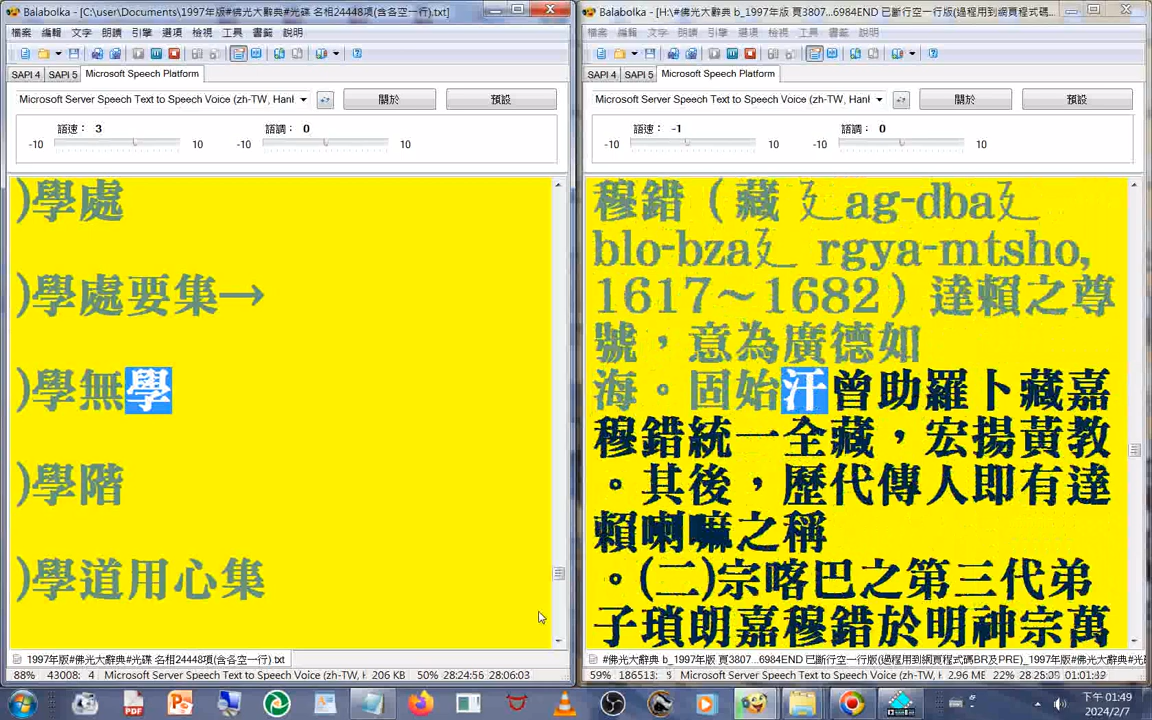 Balabolka - [C:\user\Documents\1997年版#佛光大辭典#光碟 名相24448項(含各空一行).txt]
檔案 編輯 文字 朗讀 引擎 選項 檢視 工具 書籤 說明
SAPI 4 SAPI 5 Microsoft Speech Platform
Microsoft Server Speech Text to Speech Voice (zh-TW, Han
關於 預設
語速： 3 語調： 0
-10 10 -10 10
)學處
)學處要集→
)學無學
)學階
)學道用心集
1997年版#佛光大辭典#光碟 名相24448項(含各空一行).txt
88% 43008: 4 Microsoft Server Speech Text to Speech Voice (zh-TW, 206 KB 50% 28:24:56 28:06:03
Balabolka - [H:\#佛光大辭典 b_1997年版 頁3807...6984END 已斷行空一行版(過程用到網頁程式碼
檔案 編輯 文字 朗讀 引擎 選項 檢視 工具 書籤 說明
SAPI 4 SAPI 5 Microsoft Speech Platform
Microsoft Server Speech Text to Speech Voice (zh-TW, Han
關於 預設
語速： -1 語調： 0
-10 10 -10 10
穆錯（藏 廴ag-dba廴
blo-bza廴 rgya-mtsho,
1617～1682）達賴之尊
號，意為廣德如
海。固始汗曾助羅卜藏嘉
穆錯統一全藏，宏揚黃教
。其後，歷代傳人即有達
賴喇嘛之稱
。(二)宗喀巴之第三代弟
子瑣朗嘉穆錯於明神宗萬
#佛光大辭典 b_1997年版 頁3807...6984END 已斷行空一行版(過程用到網頁程式碼BR及PRE)_1997年版#佛光
59% 186513: Microsoft Server Speech Text to Speech Voice (zh-TW, 2.96 ME 22% 28:25:
下午 01:49
2024/2/7